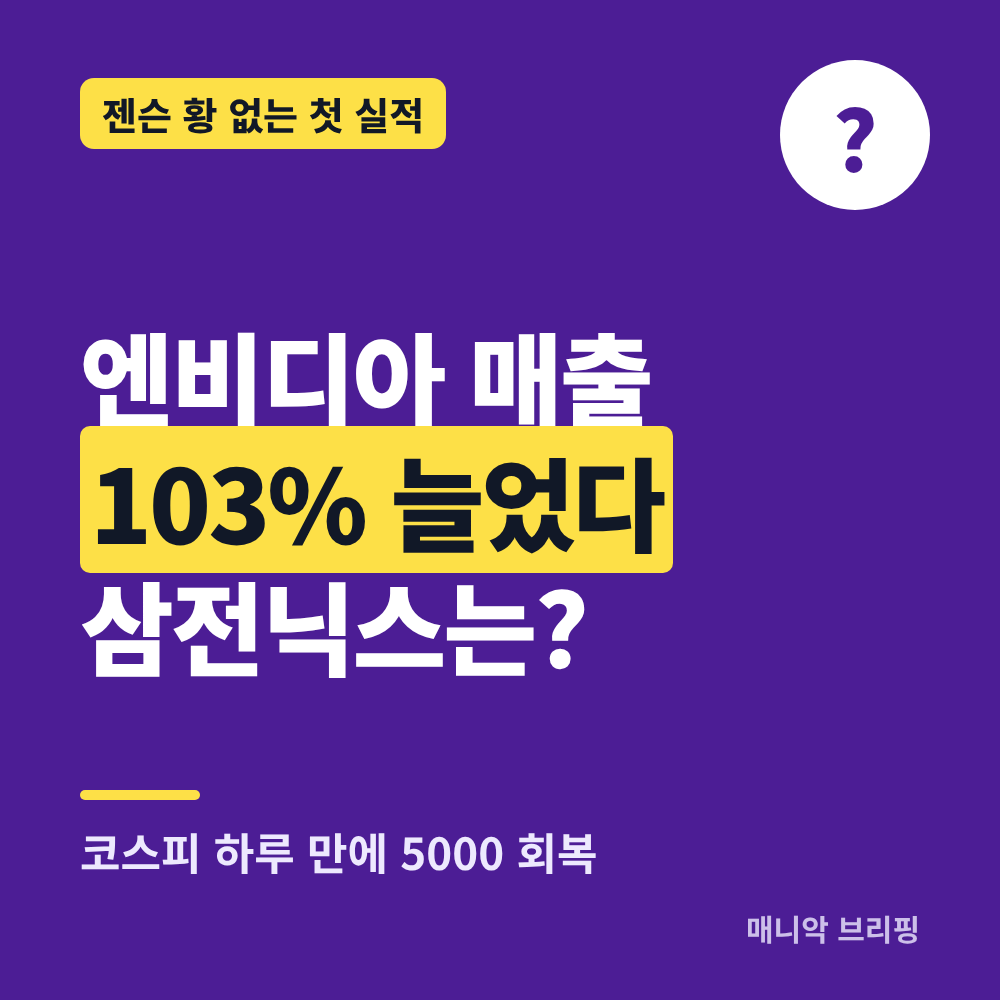 젠슨 황 없는 첫 실적
?
엔비디아 매출
103% 늘었다
삼전닉스는?
코스피 하루 만에 5000 회복
매니악 브리핑